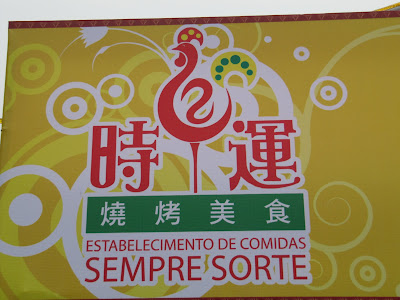 時運
燒烤美食
ESTABELECIMENTO DE COMIDAS
SEMPRE SORTE